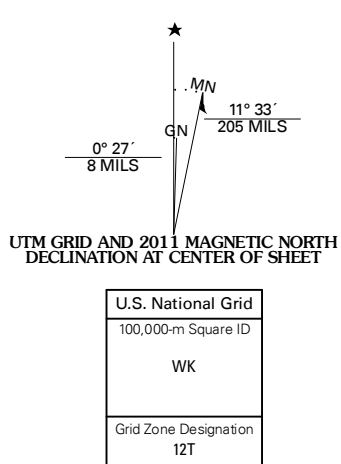 ★
MN
11° 33´
205 MILS
GN
0° 27´
8 MILS
UTM GRID AND 2011 MAGNETIC NORTH
DECLINATION AT CENTER OF SHEET
U.S. National Grid
100,000-m Square ID
WK
Grid Zone Designation
12T